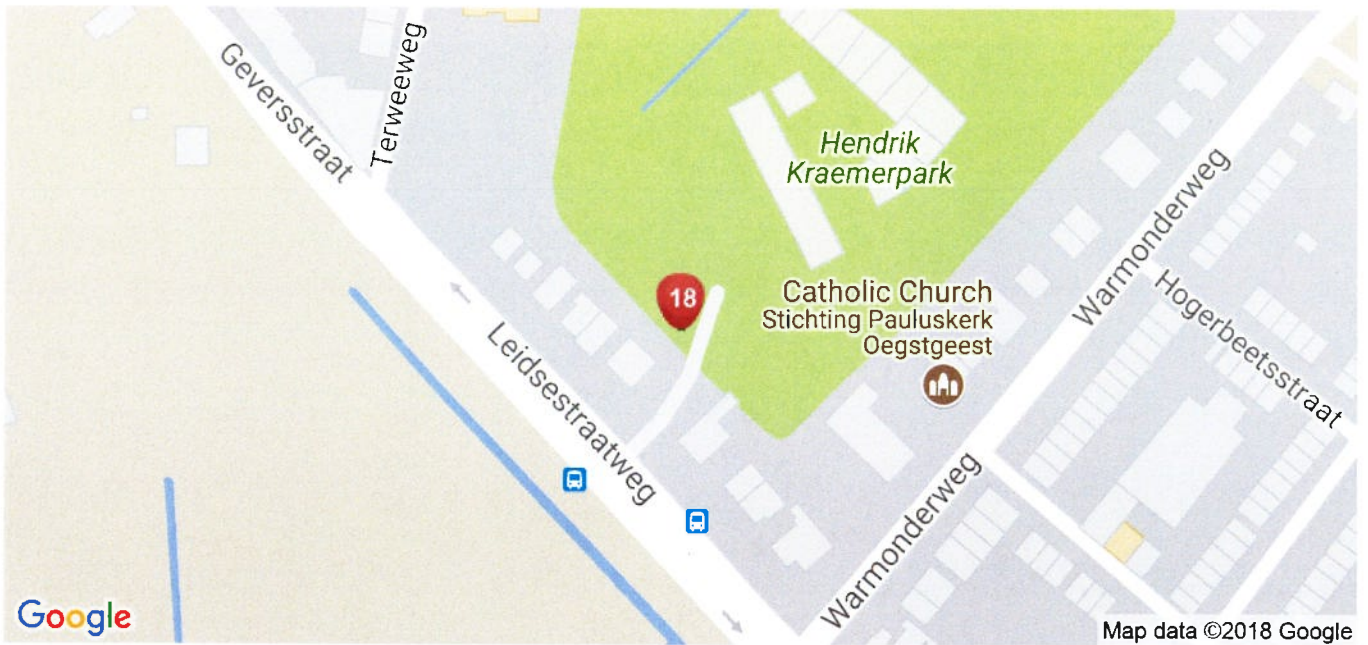 Geversstraat
Terweeweg
Hendrik
Kraemerpark
Warmonderweg
18
Catholic Church
Stichting Pauluskerk
Oegstgeest
Hogerbeetsstraat
Leidsestraatweg
Warmonderweg
Google
Map data ©2018 Google